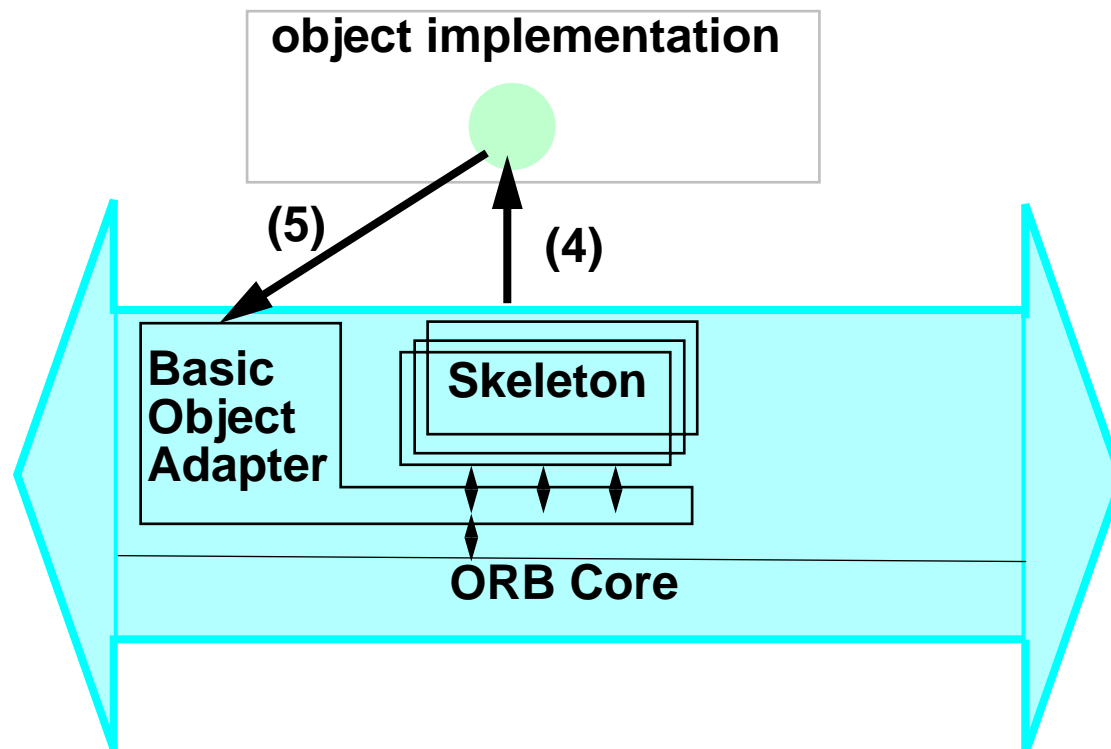 object implementation
(5)
(4)
Basic
Object
Adapter
Skeleton
ORB Core